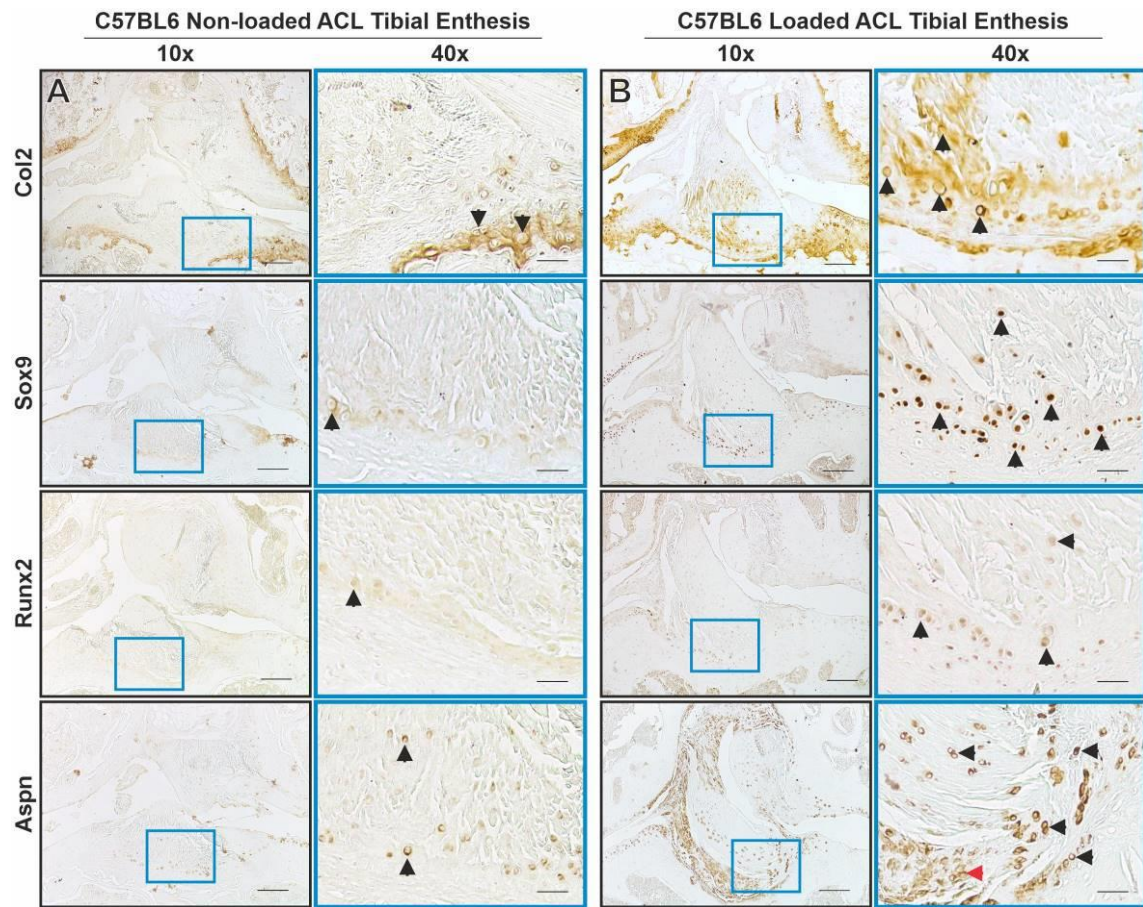 C57BL6 Non-loaded ACL Tibial Enthesis
C57BL6 Loaded ACL Tibial Enthesis
10x
40x
10x
40x
A
B
Col2
Sox9
Runx2
Aspn